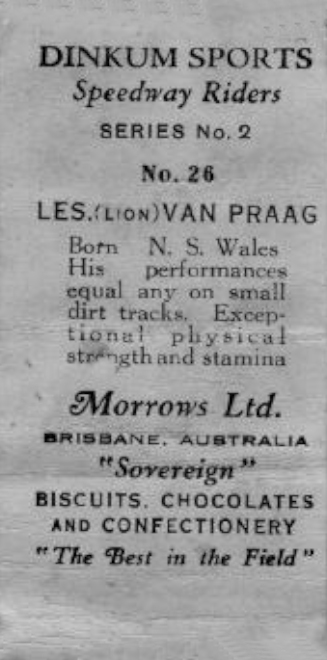 DINKUM SPORTS
Speedway Riders
SERIES No. 2
No. 26
LES. (LION) VAN PRAAG
Born N. S. Wales
His performances
equal any on small
dirt tracks. Excep-
tional physical
strength and stamina
Morrows Ltd.
BRISBANE, AUSTRALIA
"Sovereign"
BISCUITS, CHOCOLATES
AND CONFECTIONERY
"The Best in the Field"